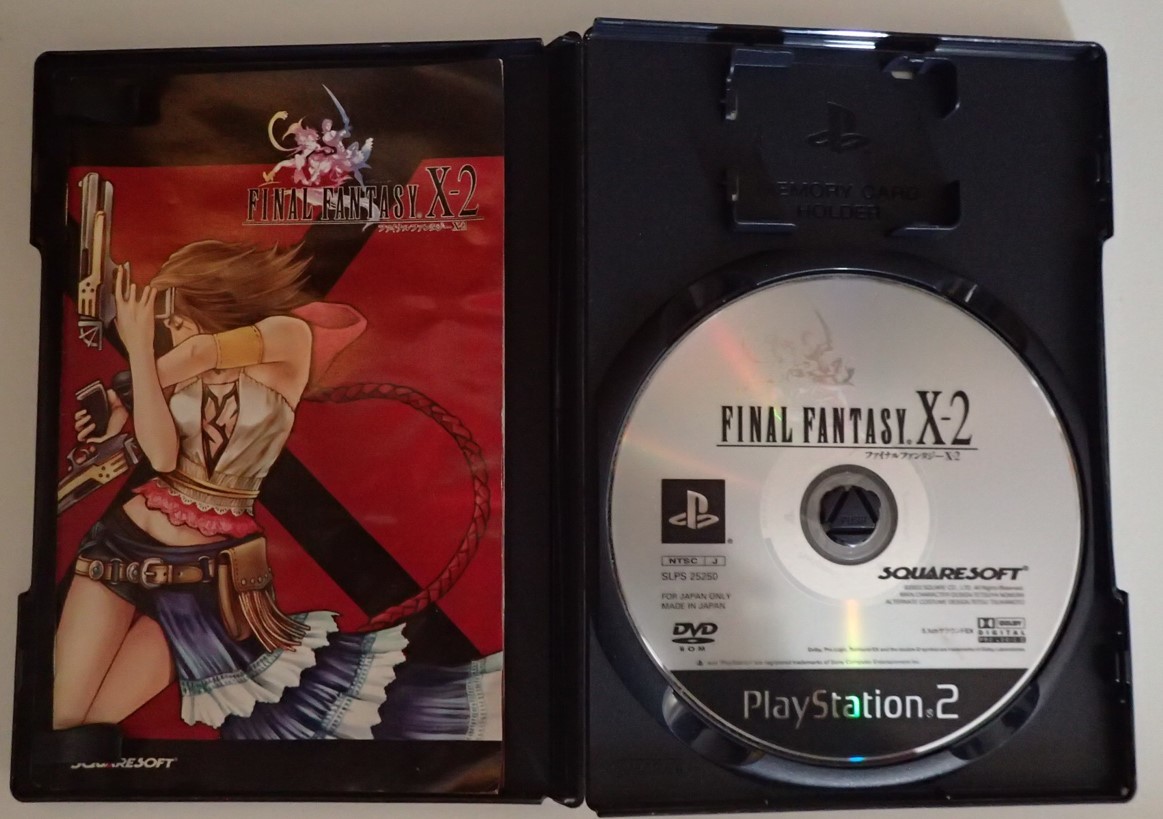 FINAL FANTASY X-2
ファイナルファンタジーX-2
SQUARESOFT
MEMORY CARD
HOLDER
FINAL FANTASY. X-2
ファイナルファンタジーX-2
NTSC J
SLPS 25250
FOR JAPAN ONLY
MADE IN JAPAN
SQUARESOFT
DVD
ROM
DOLBY
DIGITAL
PlayStation 2